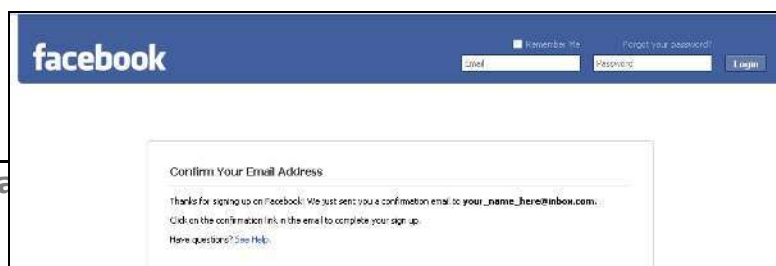 Remember Me Forgot your password?
facebook
Email Password Login
Confirm Your Email Address
Thanks for signing up on Facebook! We just sent you a confirmation email to your_name_here@inbox.com.
Click on the confirmation link in the email to complete your sign up.
Have questions? See Help.